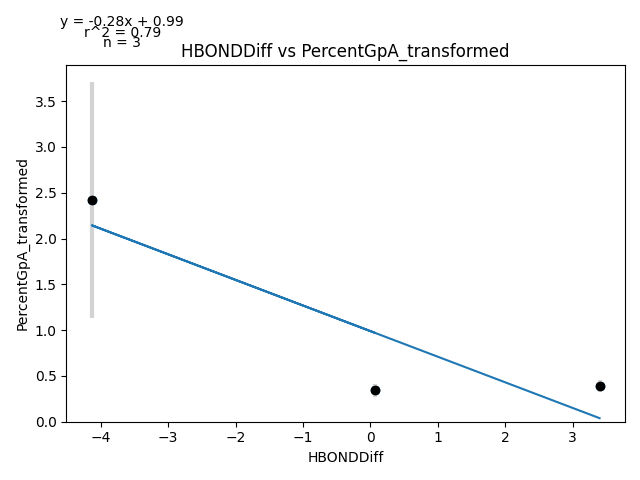 y = -0.28x + 0.99
r^2 = 0.79
n = 3
HBONDDiff vs PercentGpA_transformed
3.5
3.0
2.5
2.0
1.5
1.0
0.5
0.0
PercentGpA_transformed
−4
−3
−2
−1
0
1
2
3
HBONDDiff